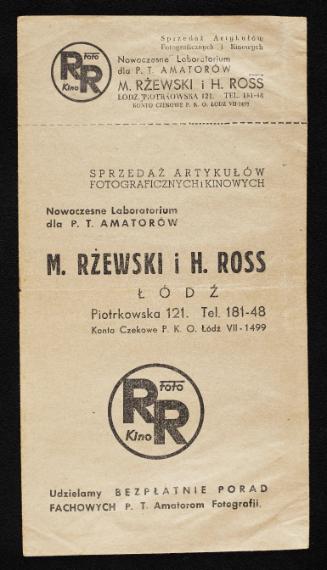 Sprzedaż Artykułów
Fotograficznych i Kinowych
Foto
RR
Kino
Nowoczesne Laboratorium
dla P. T. AMATORÓW
M. RŻEWSKI i H. ROSS
ŁÓDŹ, PIOTRKOWSKA 121. TEL. 181-48
KONTO CZEKOWE P. K. O. ŁÓDŹ VII-1499
SPRZEDAŻ ARTYKUŁÓW
FOTOGRAFICZNYCH i KINOWYCH
Nowoczesne Laboratorium
dla P. T. AMATORÓW
M. RŻEWSKI i H. ROSS
ŁÓDŹ
Piotrkowska 121. Tel. 181-48
Konto Czekowe P. K. O. Łódź VII-1499
Foto
RR
Kino
Udzielamy BEZPŁATNIE PORAD
FACHOWYCH P. T. Amatorom Fotografii.